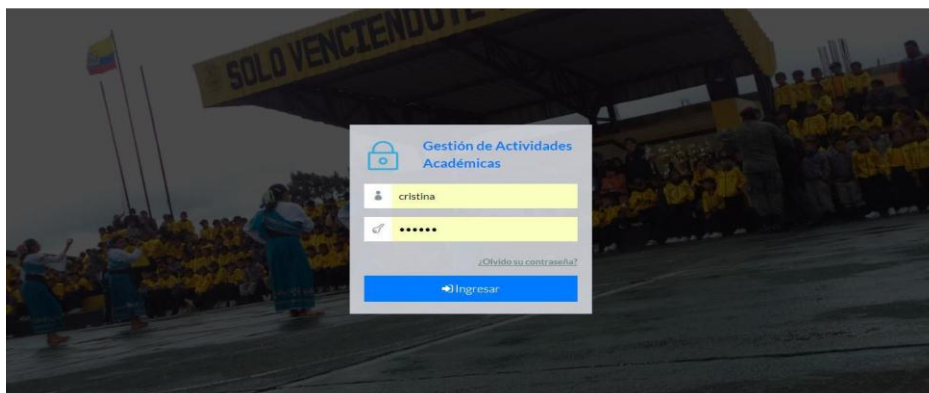 SOLO VENCIENDOTE
Gestión de Actividades
Académicas
cristina
••••••
¿Olvido su contraseña?
Ingresar